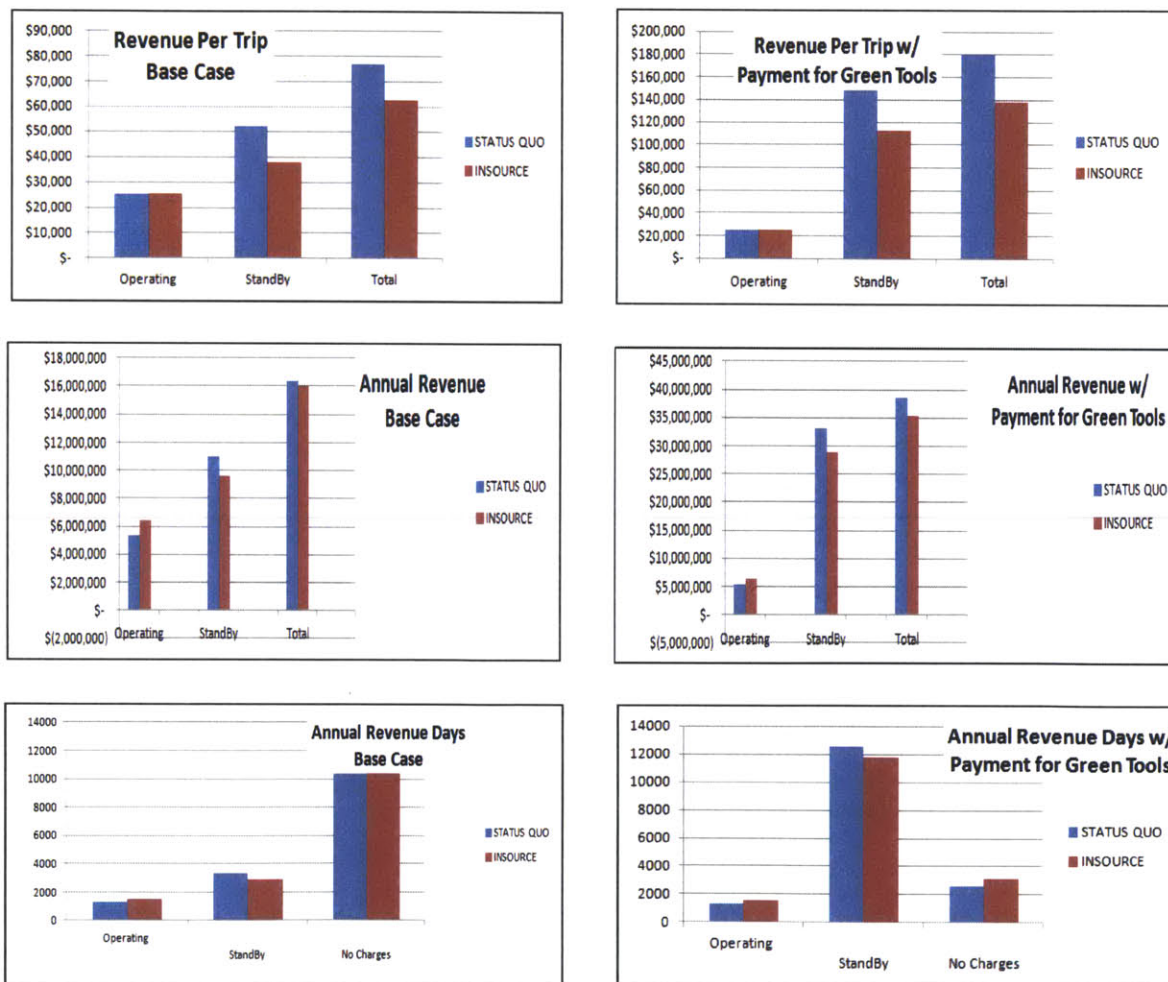 Revenue Per Trip
Base Case
$90,000
$80,000
$70,000
$60,000
$50,000
$40,000
$30,000
$20,000
$10,000
$-
Operating
StandBy
Total
STATUS QUO
INSOURCE
Revenue Per Trip w/
Payment for Green Tools
$200,000
$180,000
$160,000
$140,000
$120,000
$100,000
$80,000
$60,000
$40,000
$20,000
$-
Operating
StandBy
Total
STATUS QUO
INSOURCE
Annual Revenue
Base Case
$18,000,000
$16,000,000
$14,000,000
$12,000,000
$10,000,000
$8,000,000
$6,000,000
$4,000,000
$2,000,000
$-
$(2,000,000)
Operating
StandBy
Total
STATUS QUO
INSOURCE
Annual Revenue w/
Payment for Green Tools
$45,000,000
$40,000,000
$35,000,000
$30,000,000
$25,000,000
$20,000,000
$15,000,000
$10,000,000
$5,000,000
$-
$(5,000,000)
Operating
StandBy
Total
STATUS QUO
INSOURCE
Annual Revenue Days
Base Case
14000
12000
10000
8000
6000
4000
2000
0
Operating
StandBy
No Charges
STATUS QUO
INSOURCE
Annual Revenue Days w/
Payment for Green Tools
14000
12000
10000
8000
6000
4000
2000
0
Operating
StandBy
No Charges
STATUS QUO
INSOURCE